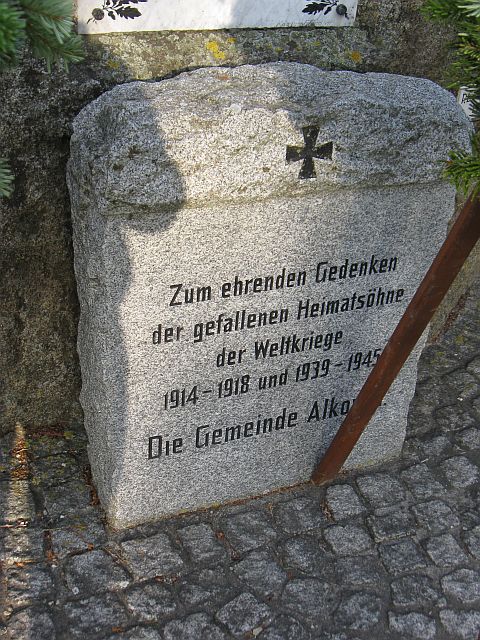 Zum ehrenden Gedenken
der gefallenen Heimatsöhne
der Weltkriege
1914 - 1918 und 1939 - 1945
Die Gemeinde